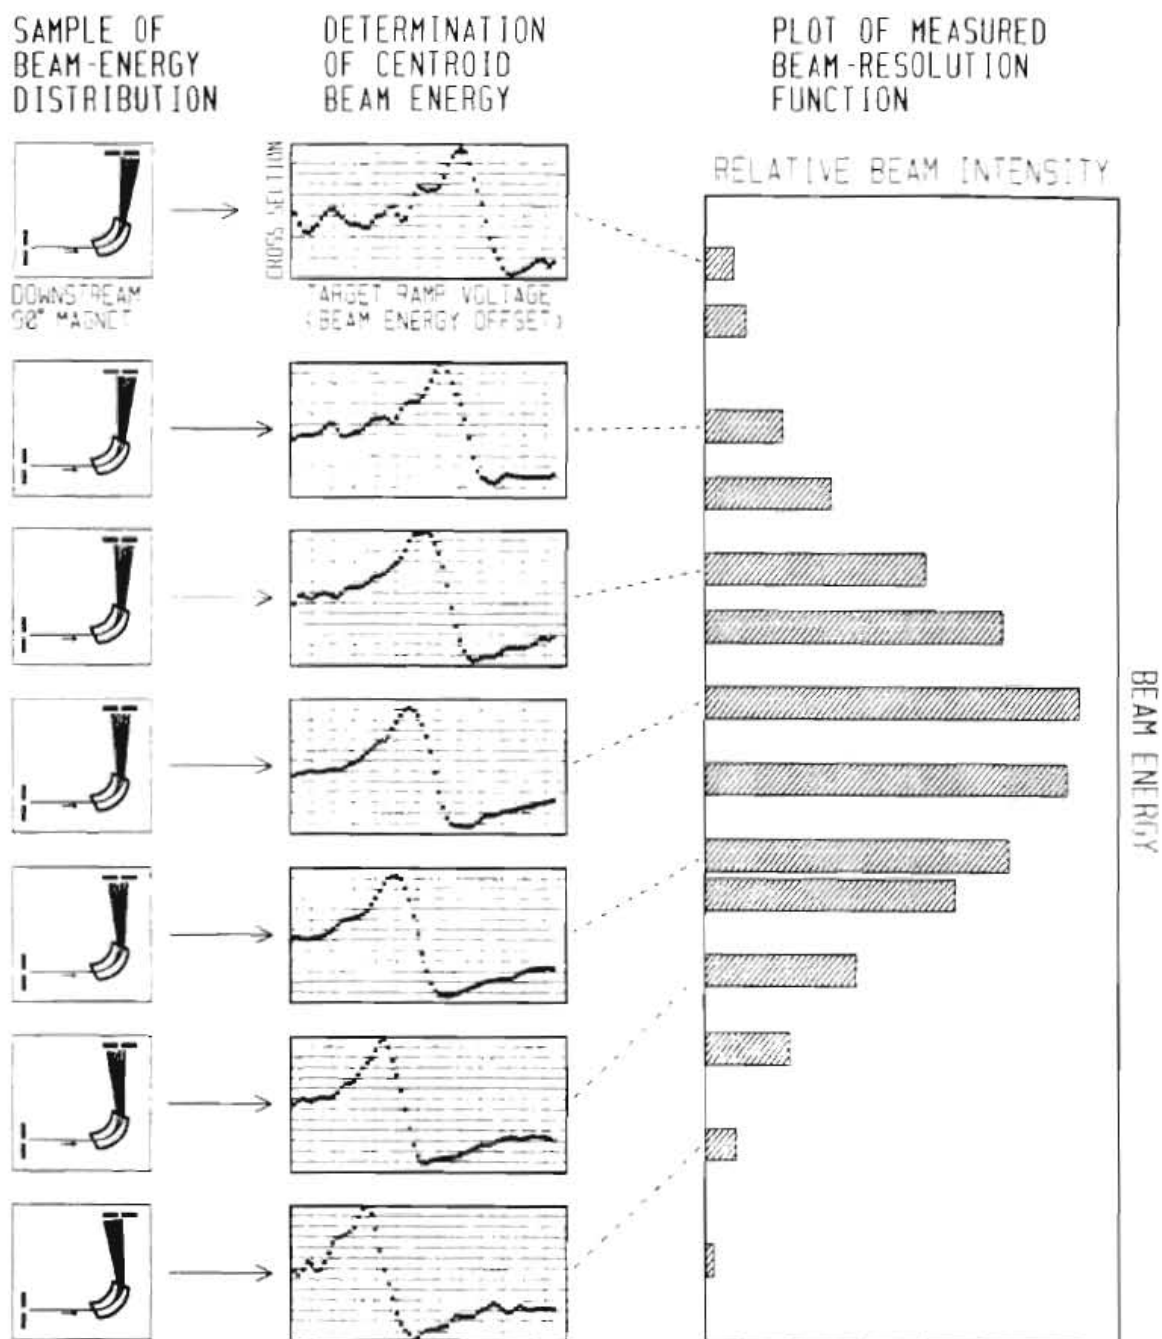 SAMPLE OF
BEAM-ENERGY
DISTRIBUTION
DETERMINATION
OF CENTROID
BEAM ENERGY
PLOT OF MEASURED
BEAM-RESOLUTION
FUNCTION
DOWNSTREAM
90° MAGNET
CROSS SECTION
TARGET RAMP VOLTAGE
(BEAM ENERGY OFFSET)
RELATIVE BEAM INTENSITY
BEAM ENERGY